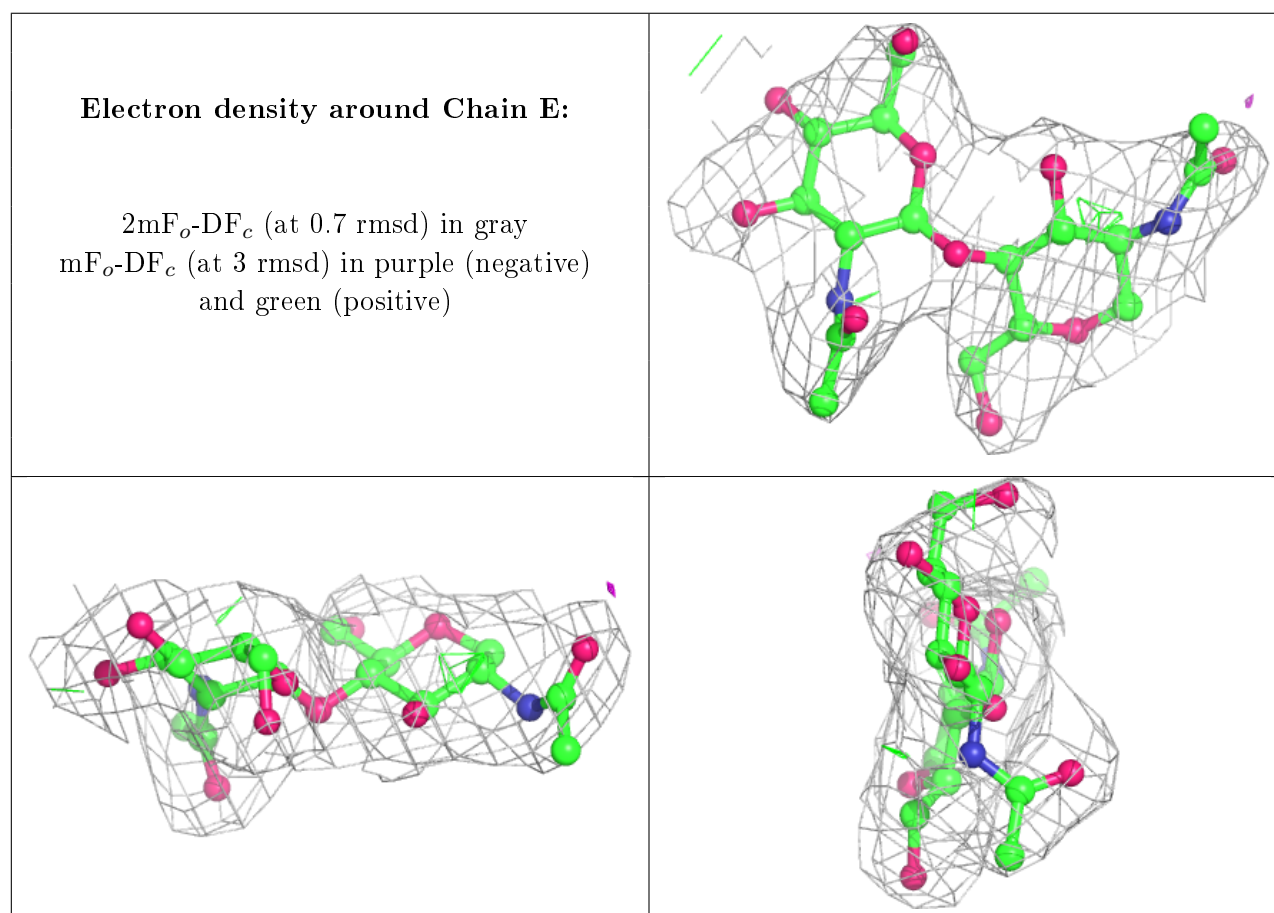 Electron density around Chain E:
2mFₒ-DF𝒸 (at 0.7 rmsd) in gray
mFₒ-DF𝒸 (at 3 rmsd) in purple (negative)
and green (positive)